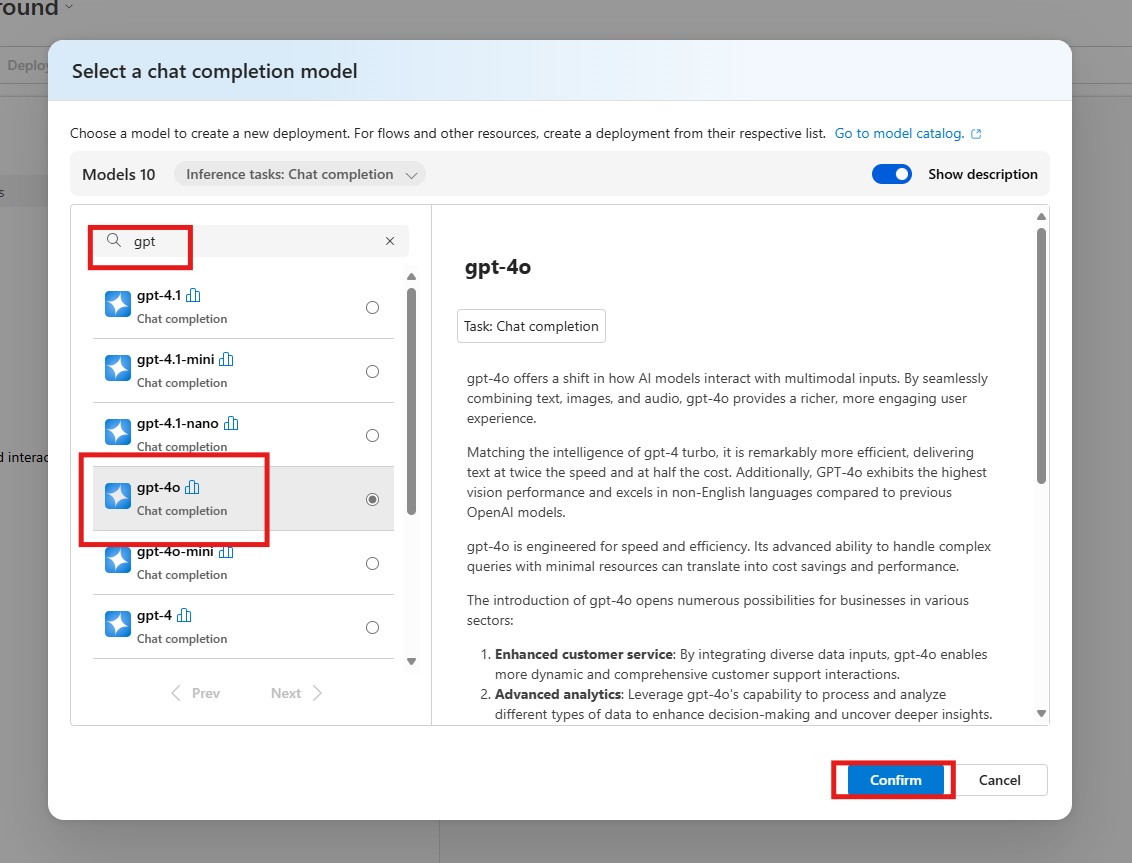 round
Deploy
Select a chat completion model
Choose a model to create a new deployment. For flows and other resources, create a deployment from their respective list. Go to model catalog.
Models 10 Inference tasks: Chat completion Show description
s
gpt
gpt-4.1
Chat completion
gpt-4.1-mini
Chat completion
gpt-4.1-nano
Chat completion
d interac
gpt-4o
Chat completion
gpt-4o-mini
Chat completion
gpt-4
Chat completion
Prev Next
gpt-4o
Task: Chat completion
gpt-4o offers a shift in how AI models interact with multimodal inputs. By seamlessly
combining text, images, and audio, gpt-4o provides a richer, more engaging user
experience.
Matching the intelligence of gpt-4 turbo, it is remarkably more efficient, delivering
text at twice the speed and at half the cost. Additionally, GPT-4o exhibits the highest
vision performance and excels in non-English languages compared to previous
OpenAI models.
gpt-4o is engineered for speed and efficiency. Its advanced ability to handle complex
queries with minimal resources can translate into cost savings and performance.
The introduction of gpt-4o opens numerous possibilities for businesses in various
sectors:
1. Enhanced customer service: By integrating diverse data inputs, gpt-4o enables
more dynamic and comprehensive customer support interactions.
2. Advanced analytics: Leverage gpt-4o's capability to process and analyze
different types of data to enhance decision-making and uncover deeper insights.
Confirm Cancel